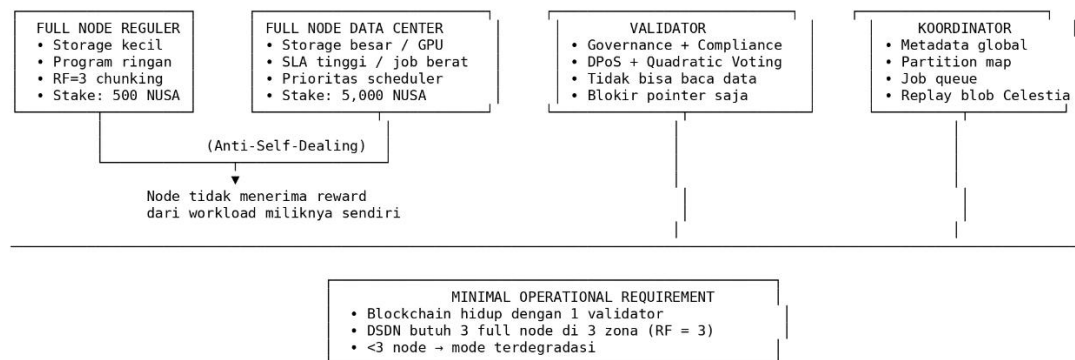 FULL NODE REGULER
• Storage kecil
• Program ringan
• RF=3 chunking
• Stake: 500 NUSA
FULL NODE DATA CENTER
• Storage besar / GPU
• SLA tinggi / job berat
• Prioritas scheduler
• Stake: 5,000 NUSA
VALIDATOR
• Governance + Compliance
• DPoS + Quadratic Voting
• Tidak bisa baca data
• Blokir pointer saja
KOORDINATOR
• Metadata global
• Partition map
• Job queue
• Replay blob Celestia
(Anti-Self-Dealing)
Node tidak menerima reward
dari workload miliknya sendiri
MINIMAL OPERATIONAL REQUIREMENT
• Blockchain hidup dengan 1 validator
• DSDN butuh 3 full node di 3 zona (RF = 3)
• <3 node → mode terdegradasi